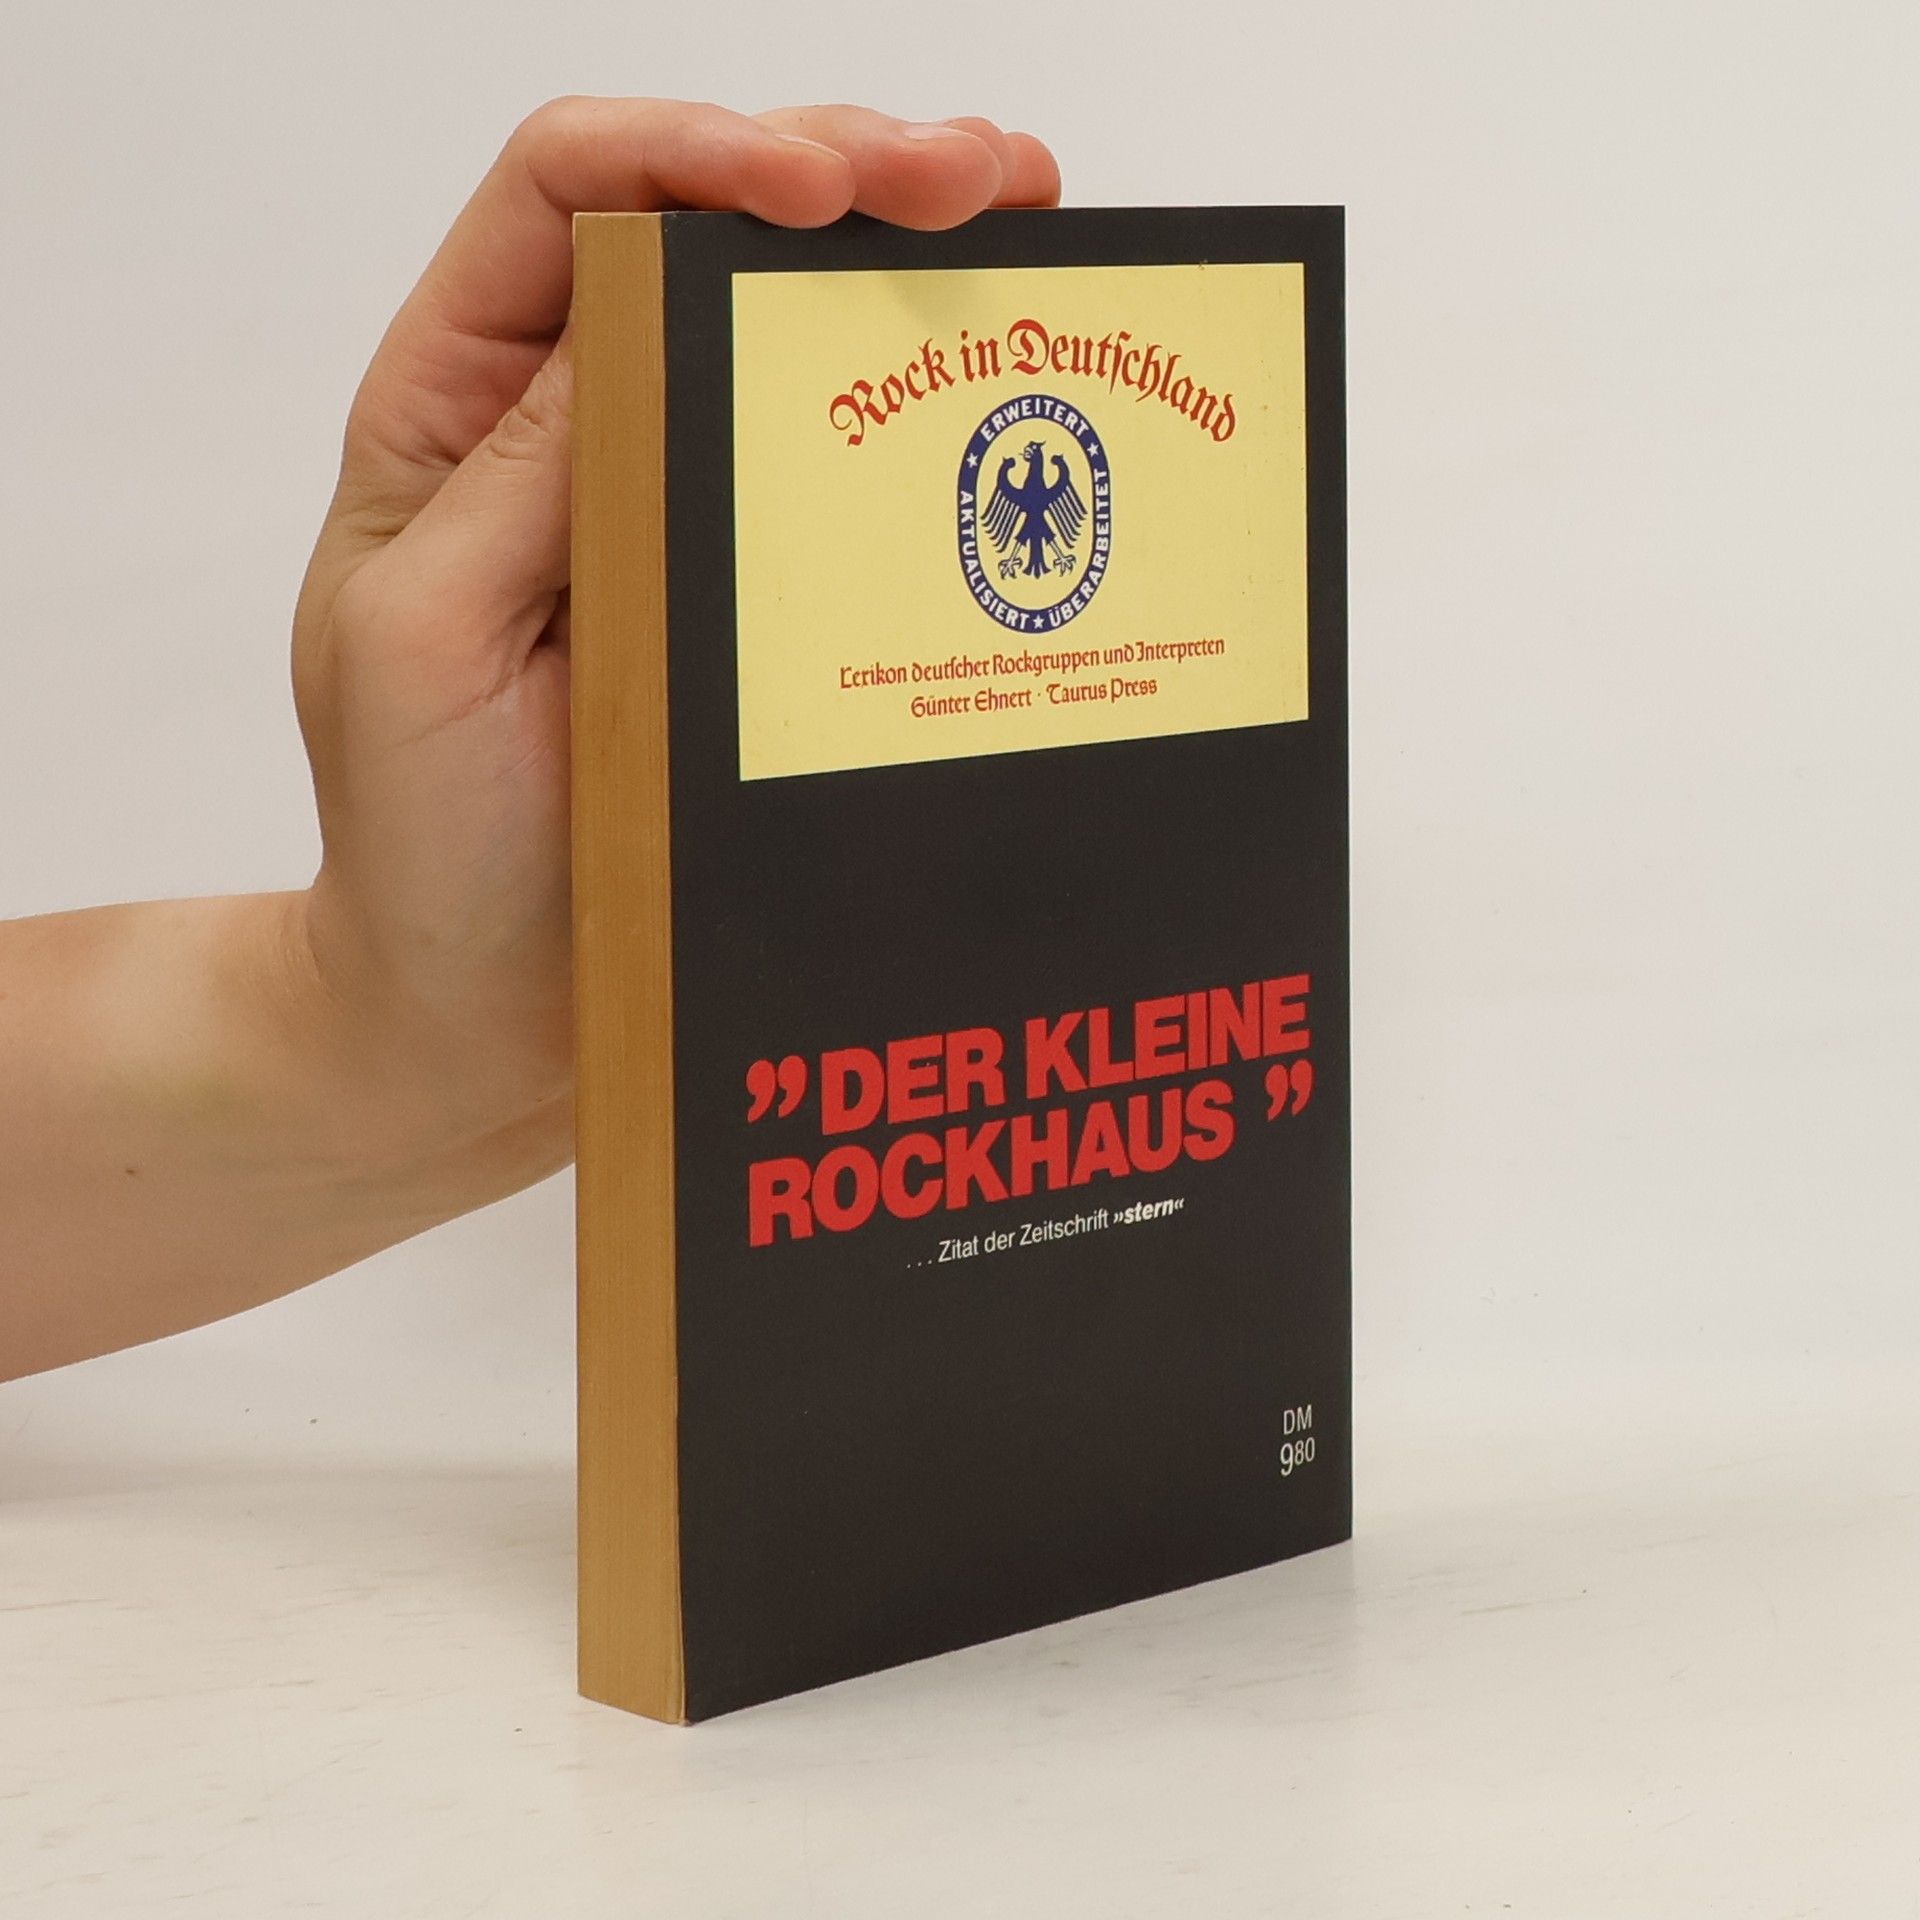 Rock in Deutſchland
ERWEITERT ★ ÜBERARBEITET ★ AKTUALISIERT ★
Lexikon deutſcher Rockgruppen und Interpreten
Günter Ehnert · Taurus Press
”DER KLEINE
ROCKHAUS”
...Zitat der Zeitschrift »stern«
DM
980